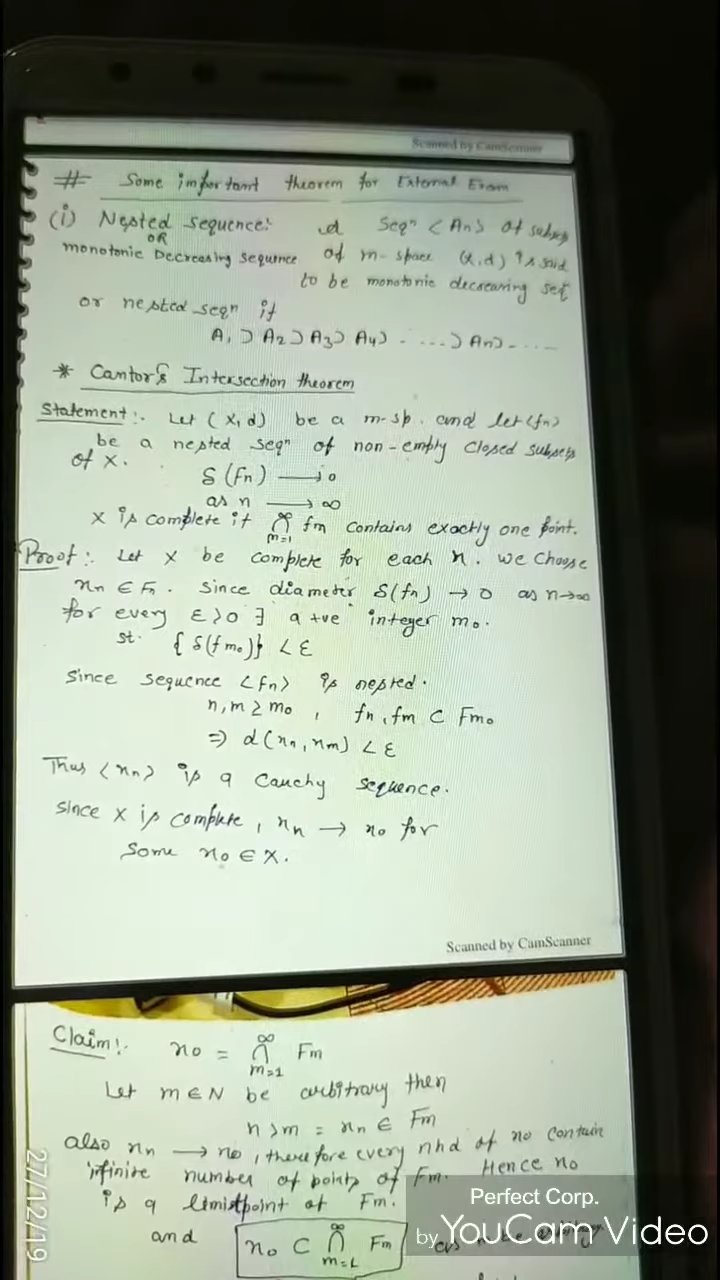 Scanned by CamScanner
# Some important theorem for External Exam
(i) Nested sequence:- A Seqⁿ <An> of subsets
OR
monotonic Decreasing sequence of m-space (X,d) is said
to be monotonic decreasing seq
or nested seqⁿ if
A₁ ⊃ A₂ ⊃ A₃ ⊃ A₄ ⊃ - .... ⊃ An ⊃ - ....
* Cantor's Intersection theorem
Statement:- Let (X,d) be a m-sp. and let <fn>
be a nested seqⁿ of non-empty closed subsets
of X.
δ (Fn) → 0
as n → ∞
X is complete if ∞ ∩ m=1 fm contains exactly one point.
Proof:- Let X be complete for each n. we choose
xn ∈ Fn. Since diameter δ(fn) → 0 as n→∞
for every ε>0 ∃ a +ve integer m₀.
st. {δ(fm₀)} < ε
Since sequence <fn> is nested.
n,m ≥ m₀ , fn, fm ⊂ Fm₀
⇒ d(xn, xm) < ε
Thus <xn> is a Cauchy sequence.
Since X is complete, xn → x₀ for
Some x₀ ∈ X.
Scanned by CamScanner
Claim:- x₀ = ∞ ∩ m=1 Fm
Let m ∈ N be arbitrary then
n > m = xn ∈ Fm
also xn → x₀, therefore every nhd of x₀ contain
infinite number of points of Fm. Hence x₀
is a limit point of Fm.
and x₀ ⊂ ∞ ∩ m=1 Fm
27/12/19
Perfect Corp.
by YouCam Video